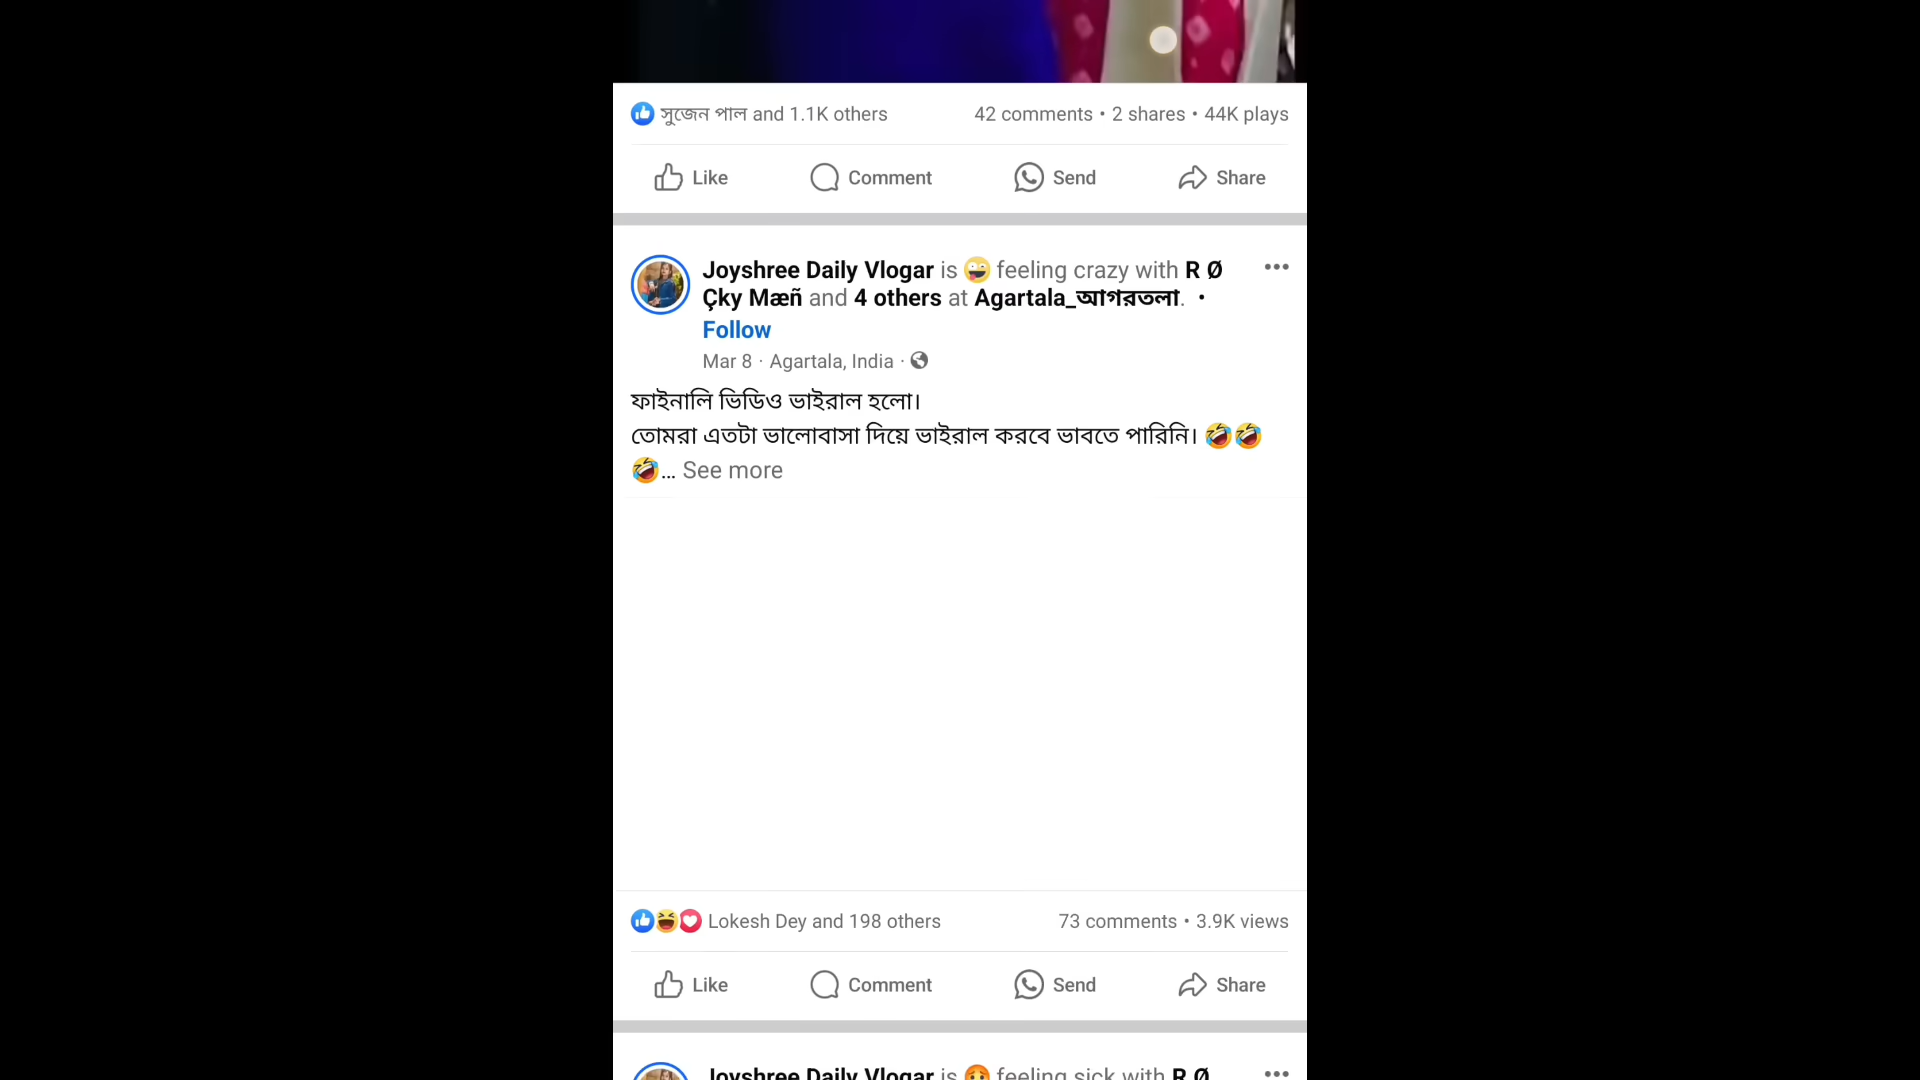 সুজেন পাল and 1.1K others 42 comments • 2 shares • 44K plays
Like Comment Send Share
Joyshree Daily Vlogar is 🤪 feeling crazy with R Ø
Çky Mæñ and 4 others at Agartala_আগরতলা. •
Follow
Mar 8 · Agartala, India ·
ফাইনালি ভিডিও ভাইরাল হলো।
তোমরা এতটা ভালোবাসা দিয়ে ভাইরাল করবে ভাবতে পারিনি। 🤣🤣
🤣... See more
Lokesh Dey and 198 others 73 comments • 3.9K views
Like Comment Send Share
Joyshree Daily Vlogar is 🤒 feeling sick with R Ø